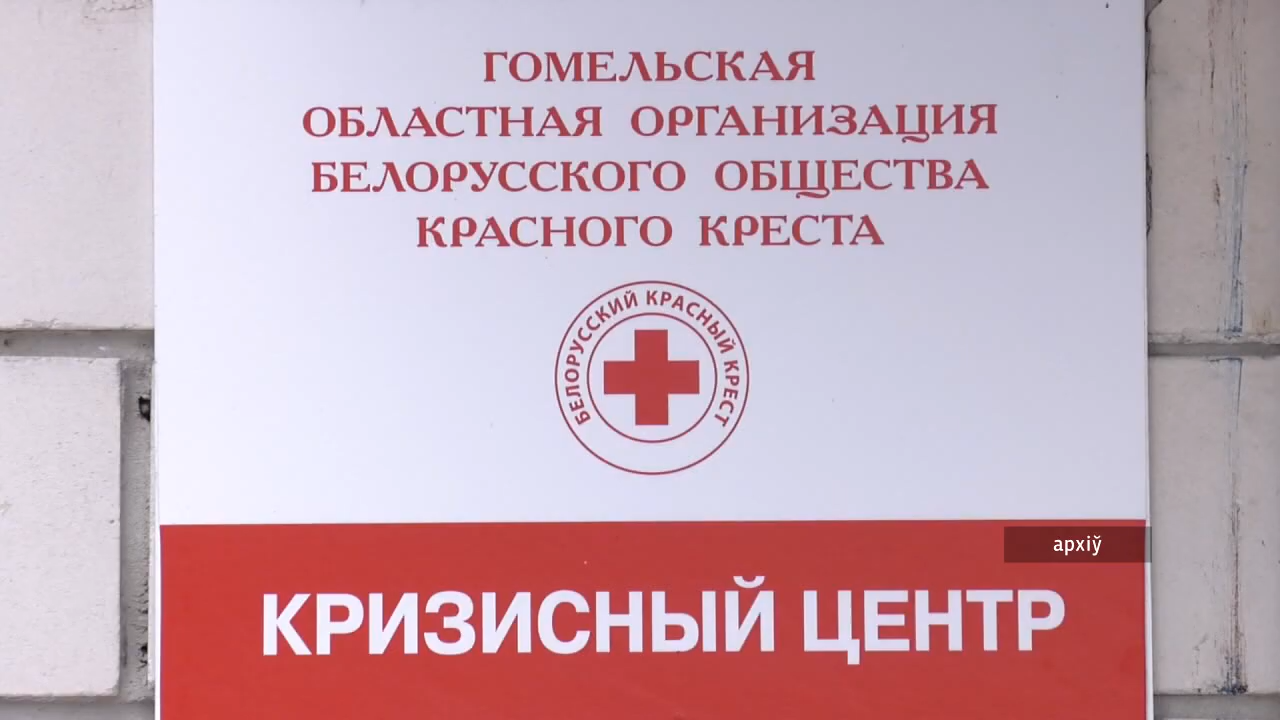 ГОМЕЛЬСКАЯ
ОБЛАСТНАЯ ОРГАНИЗАЦИЯ
БЕЛОРУССКОГО ОБЩЕСТВА
КРАСНОГО КРЕСТА
БЕЛОРУССКИЙ КРАСНЫЙ КРЕСТ
архіў
КРИЗИСНЫЙ ЦЕНТР